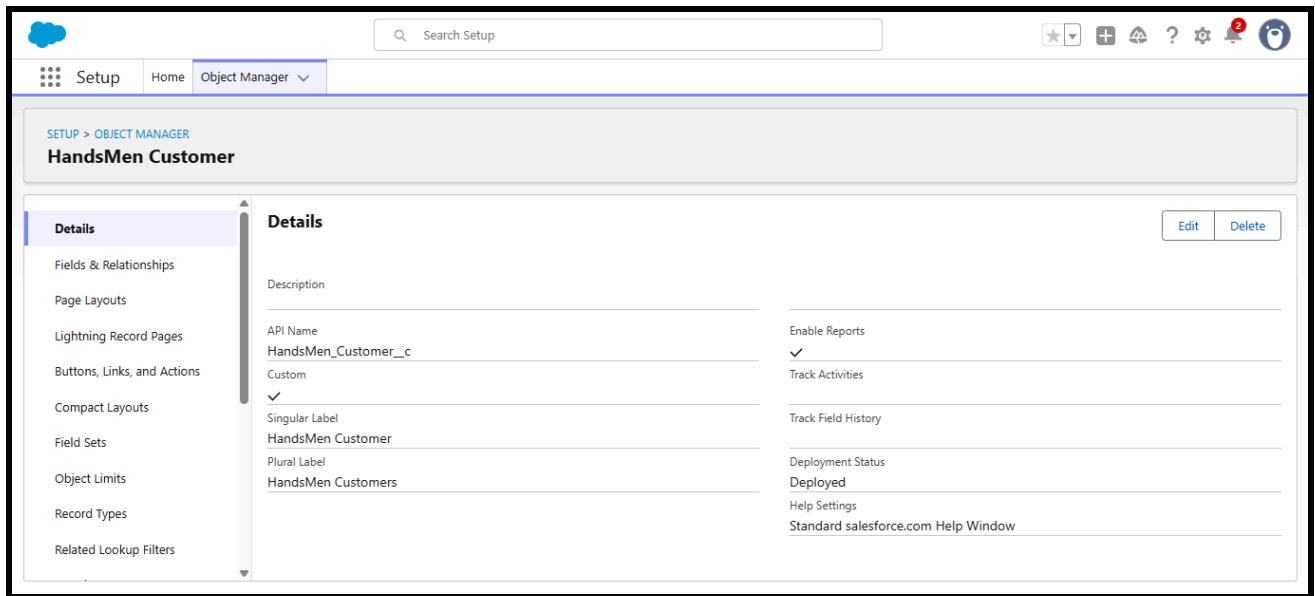 Search Setup
2
Setup
Home
Object Manager
SETUP > OBJECT MANAGER
HandsMen Customer
Details
Fields & Relationships
Page Layouts
Lightning Record Pages
Buttons, Links, and Actions
Compact Layouts
Field Sets
Object Limits
Record Types
Related Lookup Filters
Details
Edit
Delete
Description
API Name
HandsMen_Customer__c
Custom
Singular Label
HandsMen Customer
Plural Label
HandsMen Customers
Enable Reports
Track Activities
Track Field History
Deployment Status
Deployed
Help Settings
Standard salesforce.com Help Window